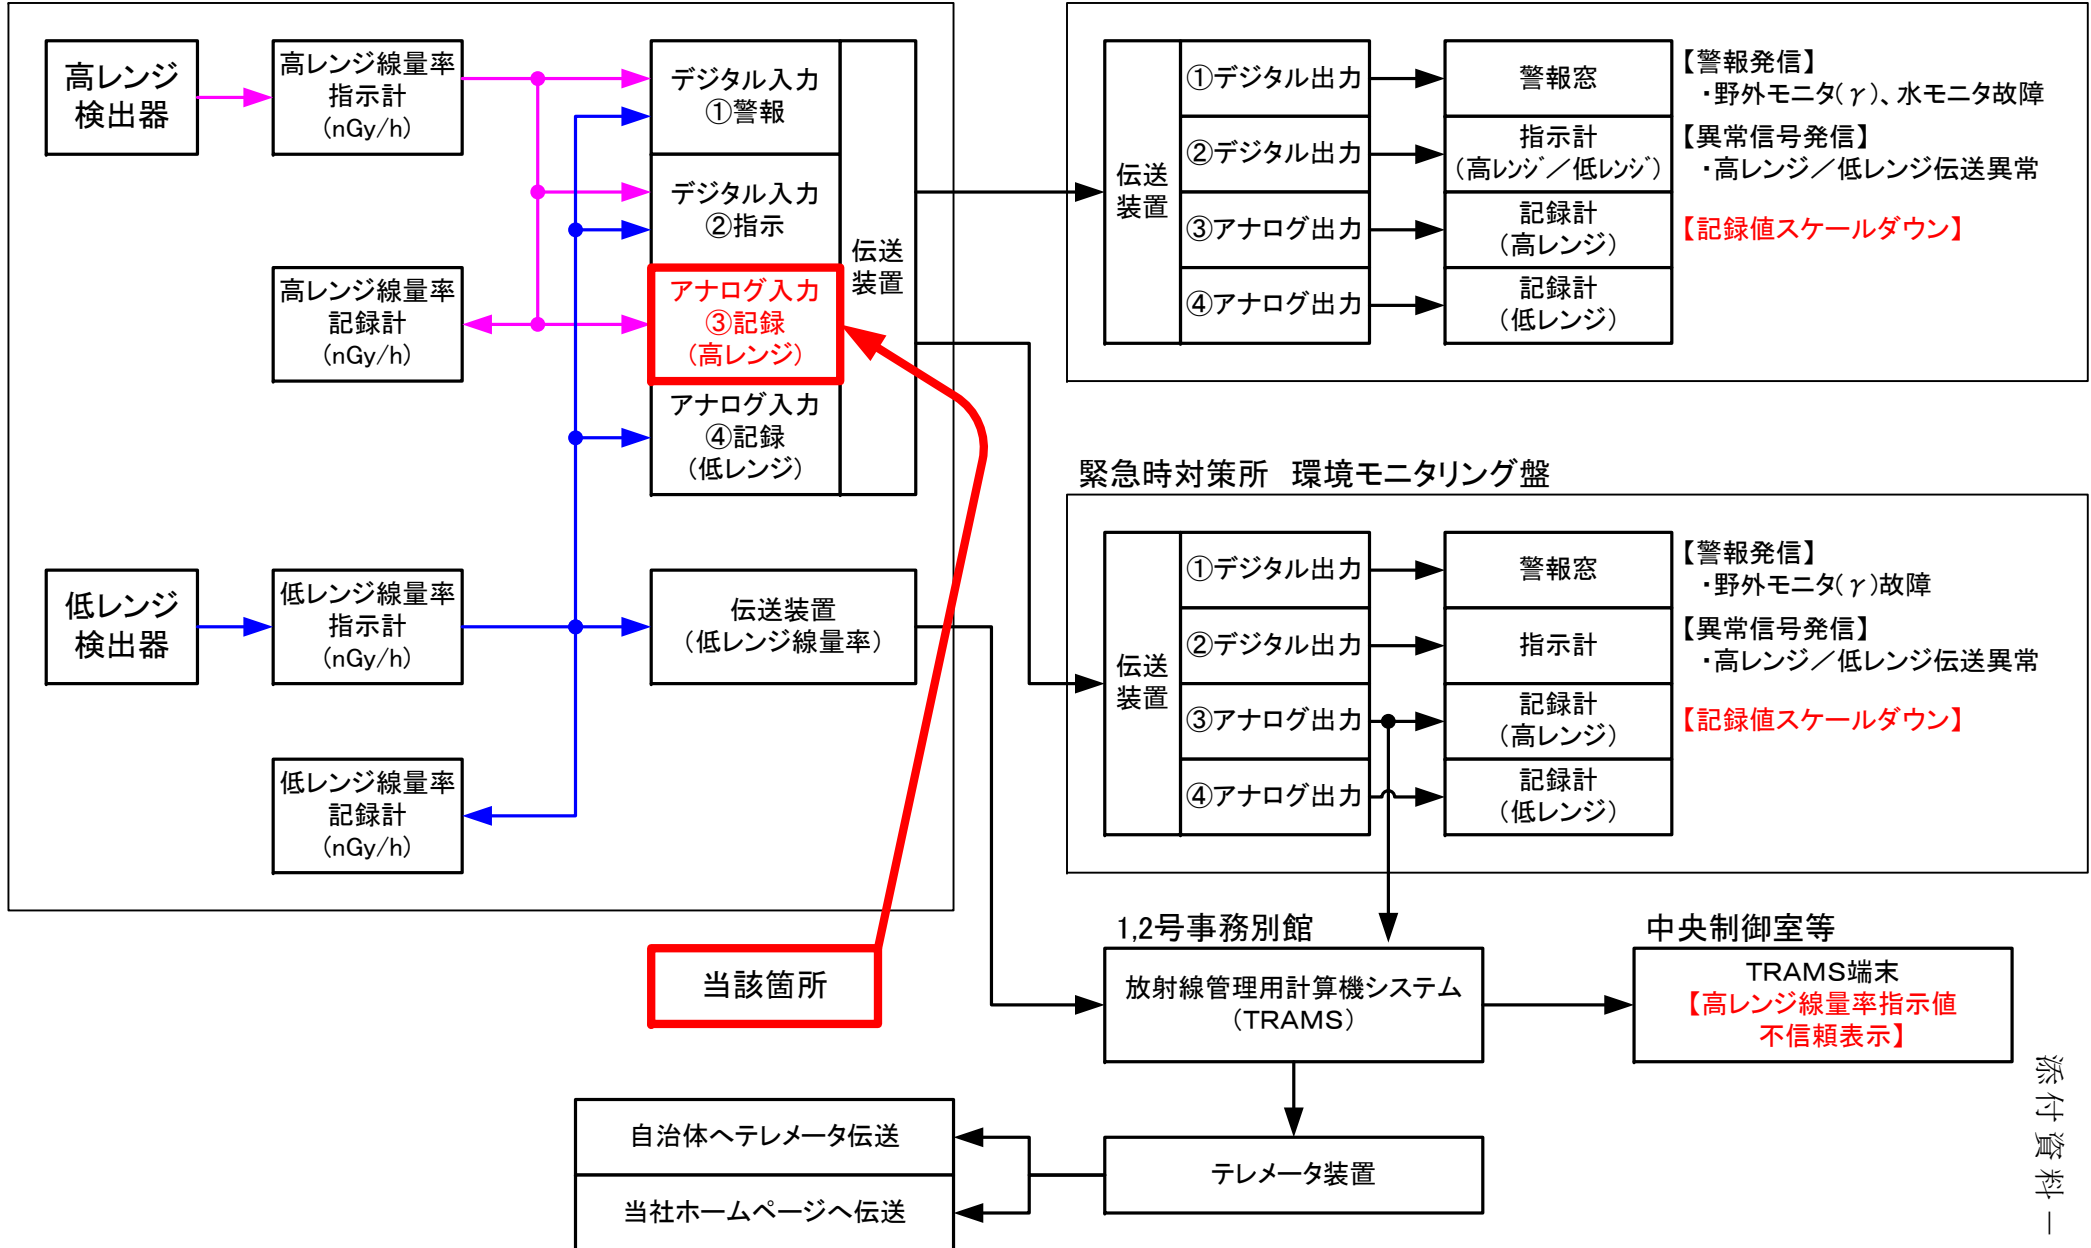 高レンジ
検出器
高レンジ線量率
指示計
(nGy/h)
デジタル入力
①警報
デジタル入力
②指示
高レンジ線量率
記録計
(nGy/h)
アナログ入力
③記録
(高レンジ)
アナログ入力
④記録
(低レンジ)
伝送
装置
低レンジ
検出器
低レンジ線量率
指示計
(nGy/h)
伝送装置
(低レンジ線量率)
低レンジ線量率
記録計
(nGy/h)
当該箇所
伝送
装置
①デジタル出力
警報窓
【警報発信】
・野外モニタ(γ)、水モニタ故障
②デジタル出力
指示計
(高レンジ/低レンジ)
【異常信号発信】
・高レンジ/低レンジ伝送異常
③アナログ出力
記録計
(高レンジ)
【記録値スケールダウン】
④アナログ出力
記録計
(低レンジ)
緊急時対策所 環境モニタリング盤
伝送
装置
①デジタル出力
警報窓
【警報発信】
・野外モニタ(γ)故障
②デジタル出力
指示計
【異常信号発信】
・高レンジ/低レンジ伝送異常
③アナログ出力
記録計
(高レンジ)
【記録値スケールダウン】
④アナログ出力
記録計
(低レンジ)
1,2号事務別館
放射線管理用計算機システム
(TRAMS)
中央制御室等
TRAMS端末
【高レンジ線量率指示値
不信頼表示】
テレメータ装置
自治体へテレメータ伝送
当社ホームページへ伝送
添付資料－